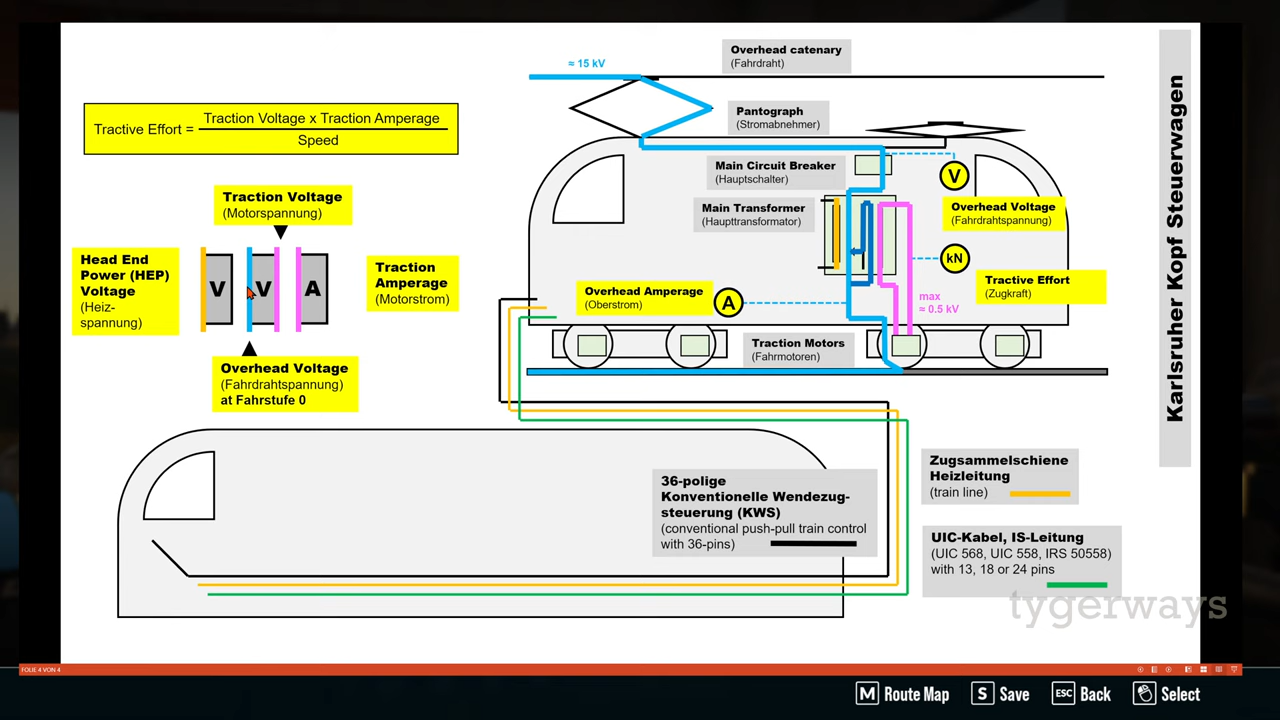 Overhead catenary
(Fahrdraht)
≈ 15 kV
Tractive Effort =
Traction Voltage x Traction Amperage
Speed
Pantograph
(Stromabnehmer)
Main Circuit Breaker
(Hauptschalter)
V
Main Transformer
(Haupttransformator)
Overhead Voltage
(Fahrdrahtspannung)
Traction Voltage
(Motorspannung)
Head End
Power (HEP)
Voltage
(Heiz-
spannung)
V
V
A
Traction
Amperage
(Motorstrom)
kN
Tractive Effort
(Zugkraft)
Overhead Amperage
(Oberstrom)
A
max
≈ 0.5 kV
Traction Motors
(Fahrmotoren)
Overhead Voltage
(Fahrdrahtspannung)
at Fahrstufe 0
Karlsruher Kopf Steuerwagen
36-polige
Konventionelle Wendezug-
steuerung (KWS)
(conventional push-pull train control
with 36-pins)
Zugsammelschiene
Heizleitung
(train line)
UIC-Kabel, IS-Leitung
(UIC 568, UIC 558, IRS 50558)
with 13, 18 or 24 pins
tygerways
FOLIE 4 VON 4
M Route Map
S Save
ESC Back
Select